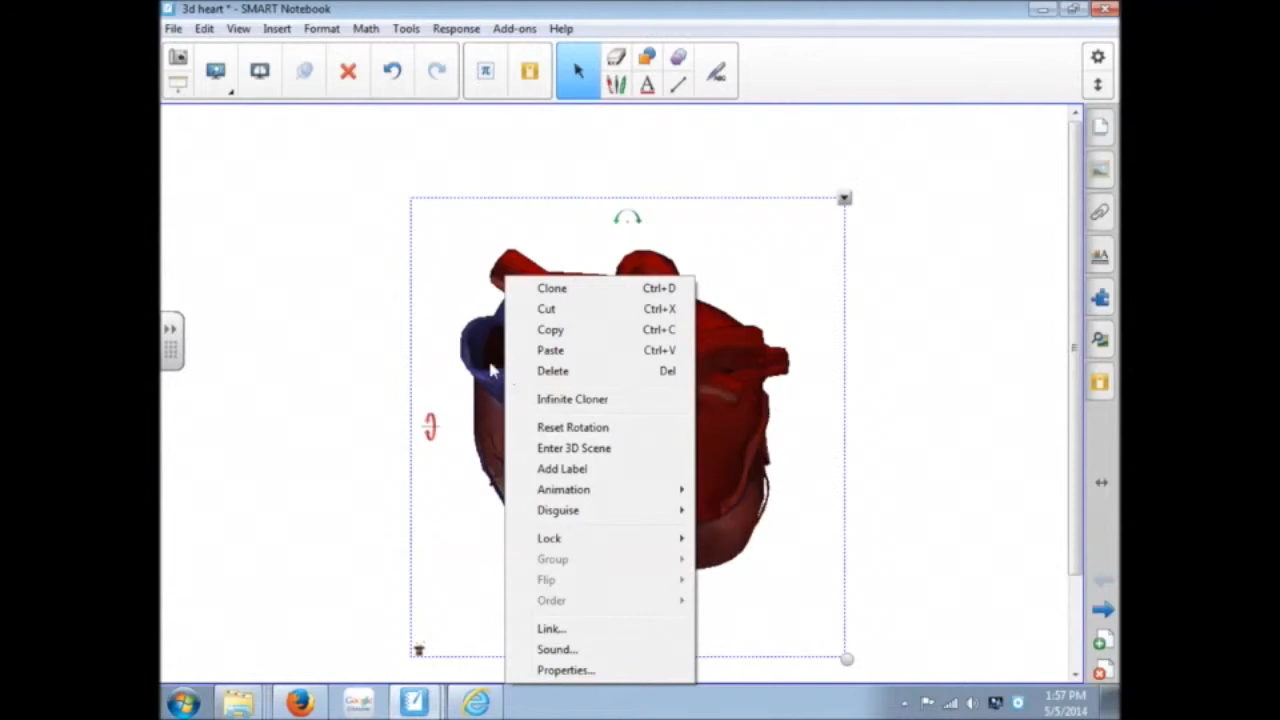 3d heart * - SMART Notebook
File Edit View Insert Format Math Tools Response Add-ons Help
Clone Ctrl+D
Cut Ctrl+X
Copy Ctrl+C
Paste Ctrl+V
Delete Del
Infinite Cloner
Reset Rotation
Enter 3D Scene
Add Label
Animation
Disguise
Lock
Group
Flip
Order
Link...
Sound...
Properties...
Google
1:57 PM
5/5/2014